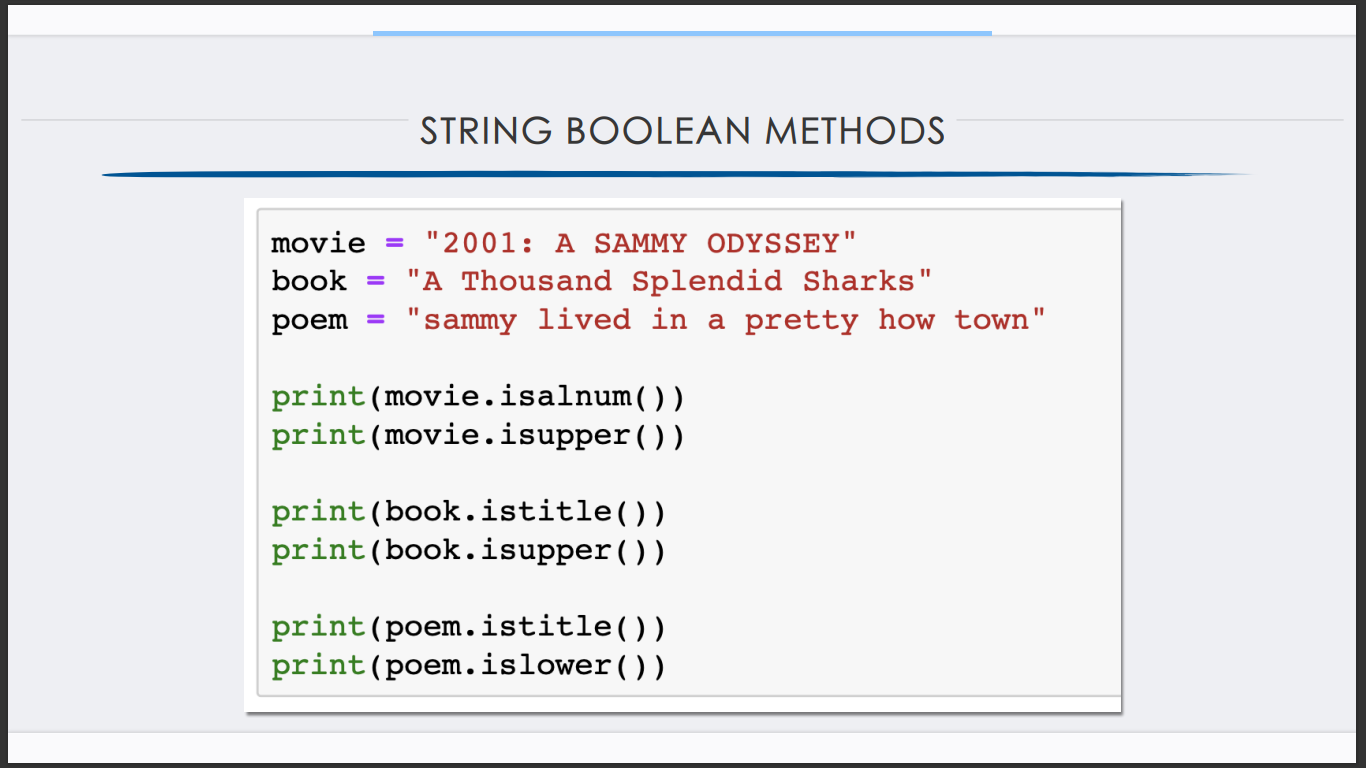 STRING BOOLEAN METHODS
movie = "2001: A SAMMY ODYSSEY"
book = "A Thousand Splendid Sharks"
poem = "sammy lived in a pretty how town"
print(movie.isalnum())
print(movie.isupper())
print(book.istitle())
print(book.isupper())
print(poem.istitle())
print(poem.islower())